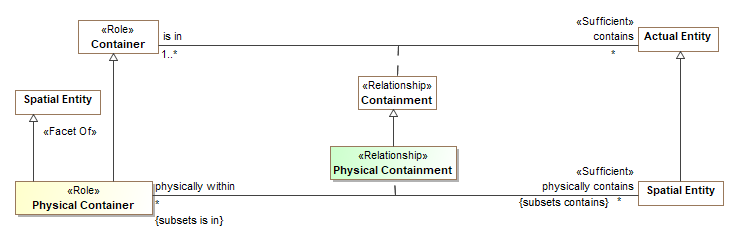 «Role»
Container
is in
1..*
«Sufficient»
contains
*
Actual Entity
«Relationship»
Containment
Spatial Entity
«Facet Of»
«Relationship»
Physical Containment
«Role»
Physical Container
physically within
*
{subsets is in}
«Sufficient»
physically contains
{subsets contains} *
Spatial Entity